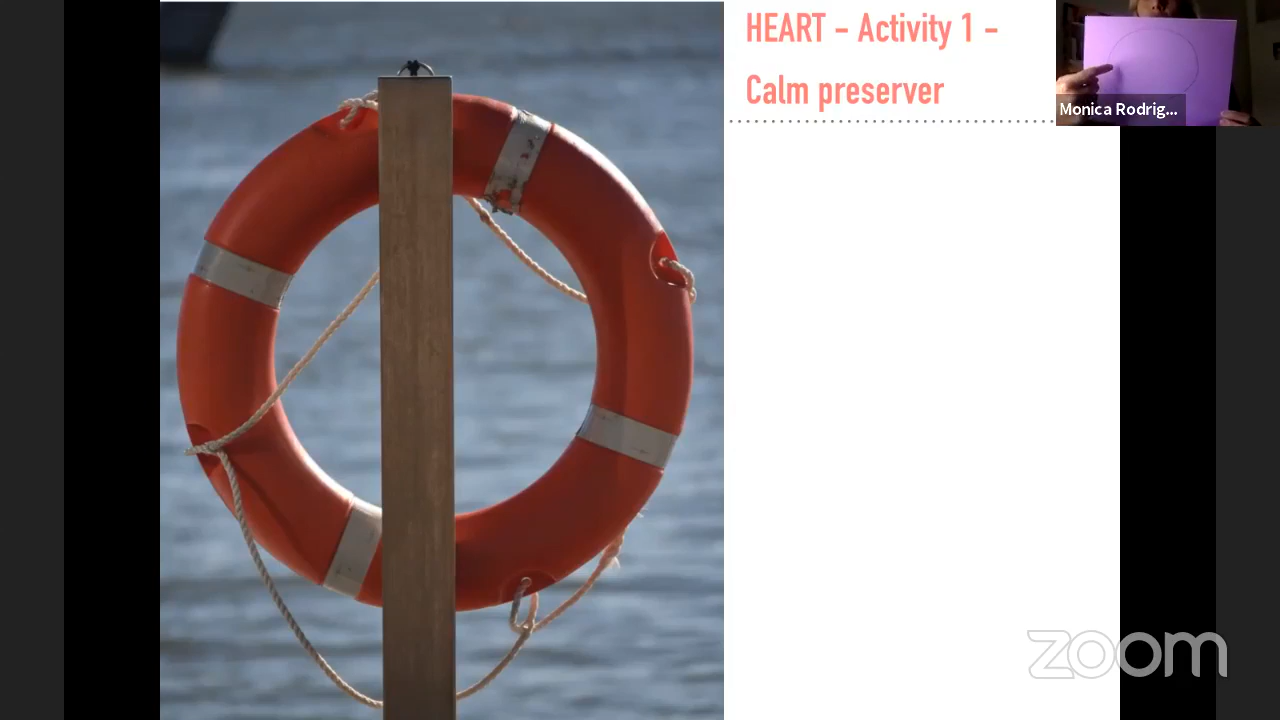 HEART - Activity 1 -
Calm preserver
Monica Rodrig...
zoom